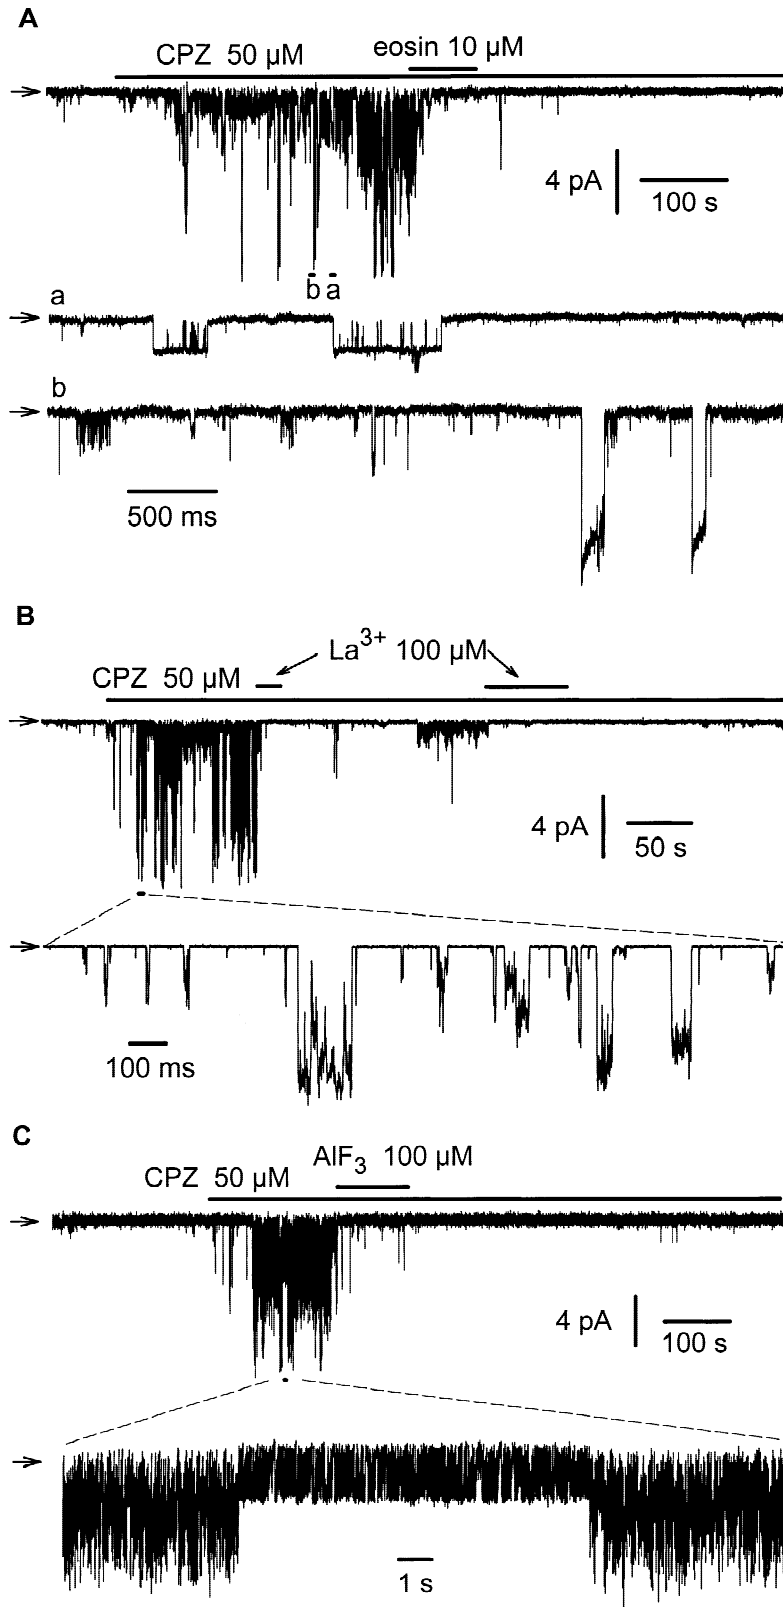 A
CPZ 50 µM
eosin 10 µM
4 pA
100 s
b a
a
b
500 ms
B
La3+ 100 µM
CPZ 50 µM
4 pA
50 s
100 ms
C
AlF3 100 µM
CPZ 50 µM
4 pA
100 s
1 s